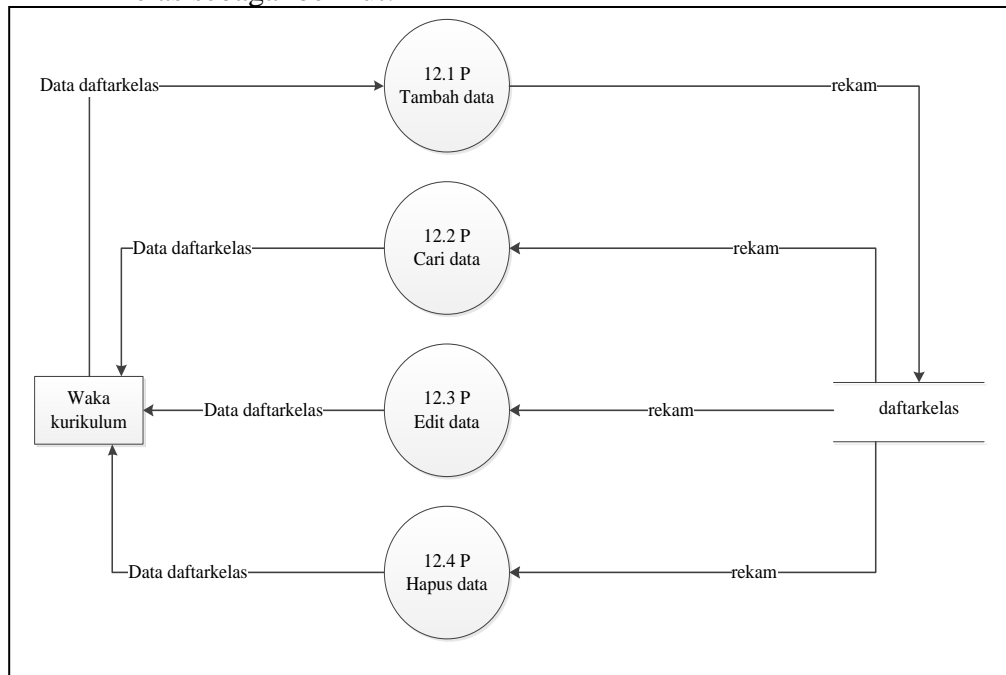 Data daftarkelas
12.1 P
Tambah data
rekam
Data daftarkelas
12.2 P
Cari data
rekam
Waka
kurikulum
Data daftarkelas
12.3 P
Edit data
rekam
daftarkelas
Data daftarkelas
12.4 P
Hapus data
rekam